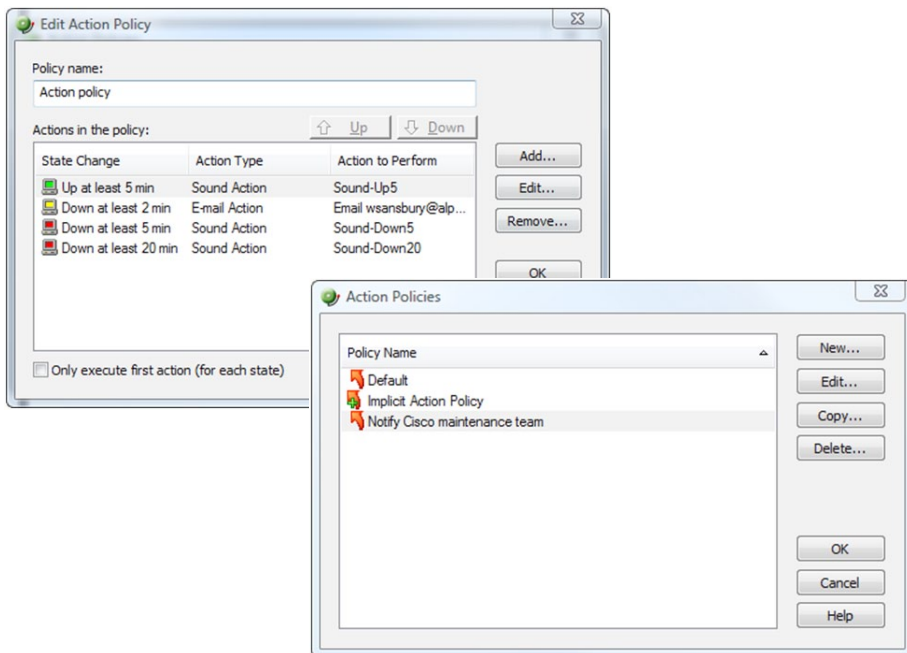 Edit Action Policy
Policy name:
Action policy
Actions in the policy:
Up
Down
State Change Action Type Action to Perform
Up at least 5 min Sound Action Sound-Up5
Down at least 2 min E-mail Action Email wsansbury@alp...
Down at least 5 min Sound Action Sound-Down5
Down at least 20 min Sound Action Sound-Down20
Add...
Edit...
Remove...
OK
Only execute first action (for each state)
Action Policies
Policy Name
Default
Implicit Action Policy
Notify Cisco maintenance team
New...
Edit...
Copy...
Delete...
OK
Cancel
Help